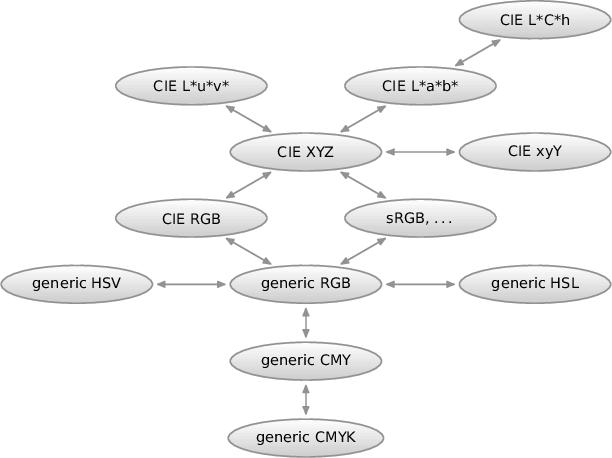 CIE L*C*h
CIE L*u*v*
CIE L*a*b*
CIE XYZ
CIE xyY
CIE RGB
sRGB, ...
generic HSV
generic RGB
generic HSL
generic CMY
generic CMYK